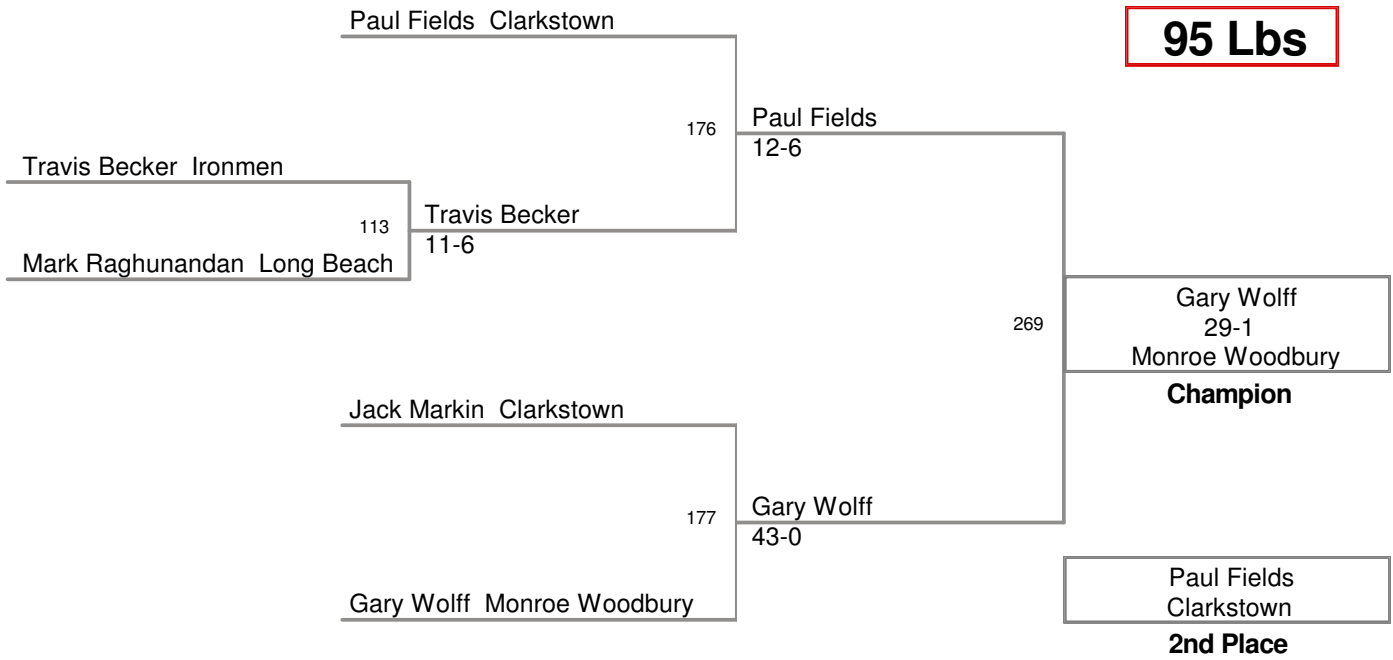 Paul Fields  Clarkstown
95 Lbs
176
Paul Fields
12-6
Travis Becker  Ironmen
113
Travis Becker
11-6
Mark Raghunandan  Long Beach
269
Gary Wolff
29-1
Monroe Woodbury
Champion
Jack Markin  Clarkstown
177
Gary Wolff
43-0
Gary Wolff  Monroe Woodbury
Paul Fields
Clarkstown
2nd Place